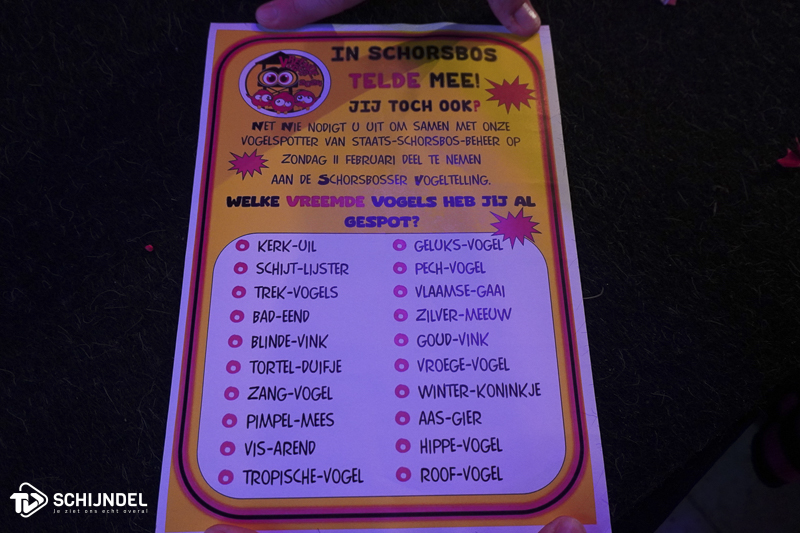 IN SCHORSBOS
TELDE MEE!
JIJ TOCH OOK?
NET NIE NODIGT U UIT OM SAMEN MET ONZE
VOGELSPOTTER VAN STAATS-SCHORSBOS-BEHEER OP
ZONDAG 11 FEBRUARI DEEL TE NEMEN
AAN DE SCHORSBOSSER VOGELTELLING.
WELKE VREEMDE VOGELS HEB JIJ AL
GESPOT?
KERK-UIL
SCHIJT-LIJSTER
TREK-VOGELS
BAD-EEND
BLINDE-VINK
TORTEL-DUIFJE
ZANG-VOGEL
PIMPEL-MEES
VIS-AREND
TROPISCHE-VOGEL
GELUKS-VOGEL
PECH-VOGEL
VLAAMSE-GAAI
ZILVER-MEEUW
GOUD-VINK
VROEGE-VOGEL
WINTER-KONINKJE
AAS-GIER
HIPPE-VOGEL
ROOF-VOGEL
TV SCHIJNDEL
Je ziet ons echt overal